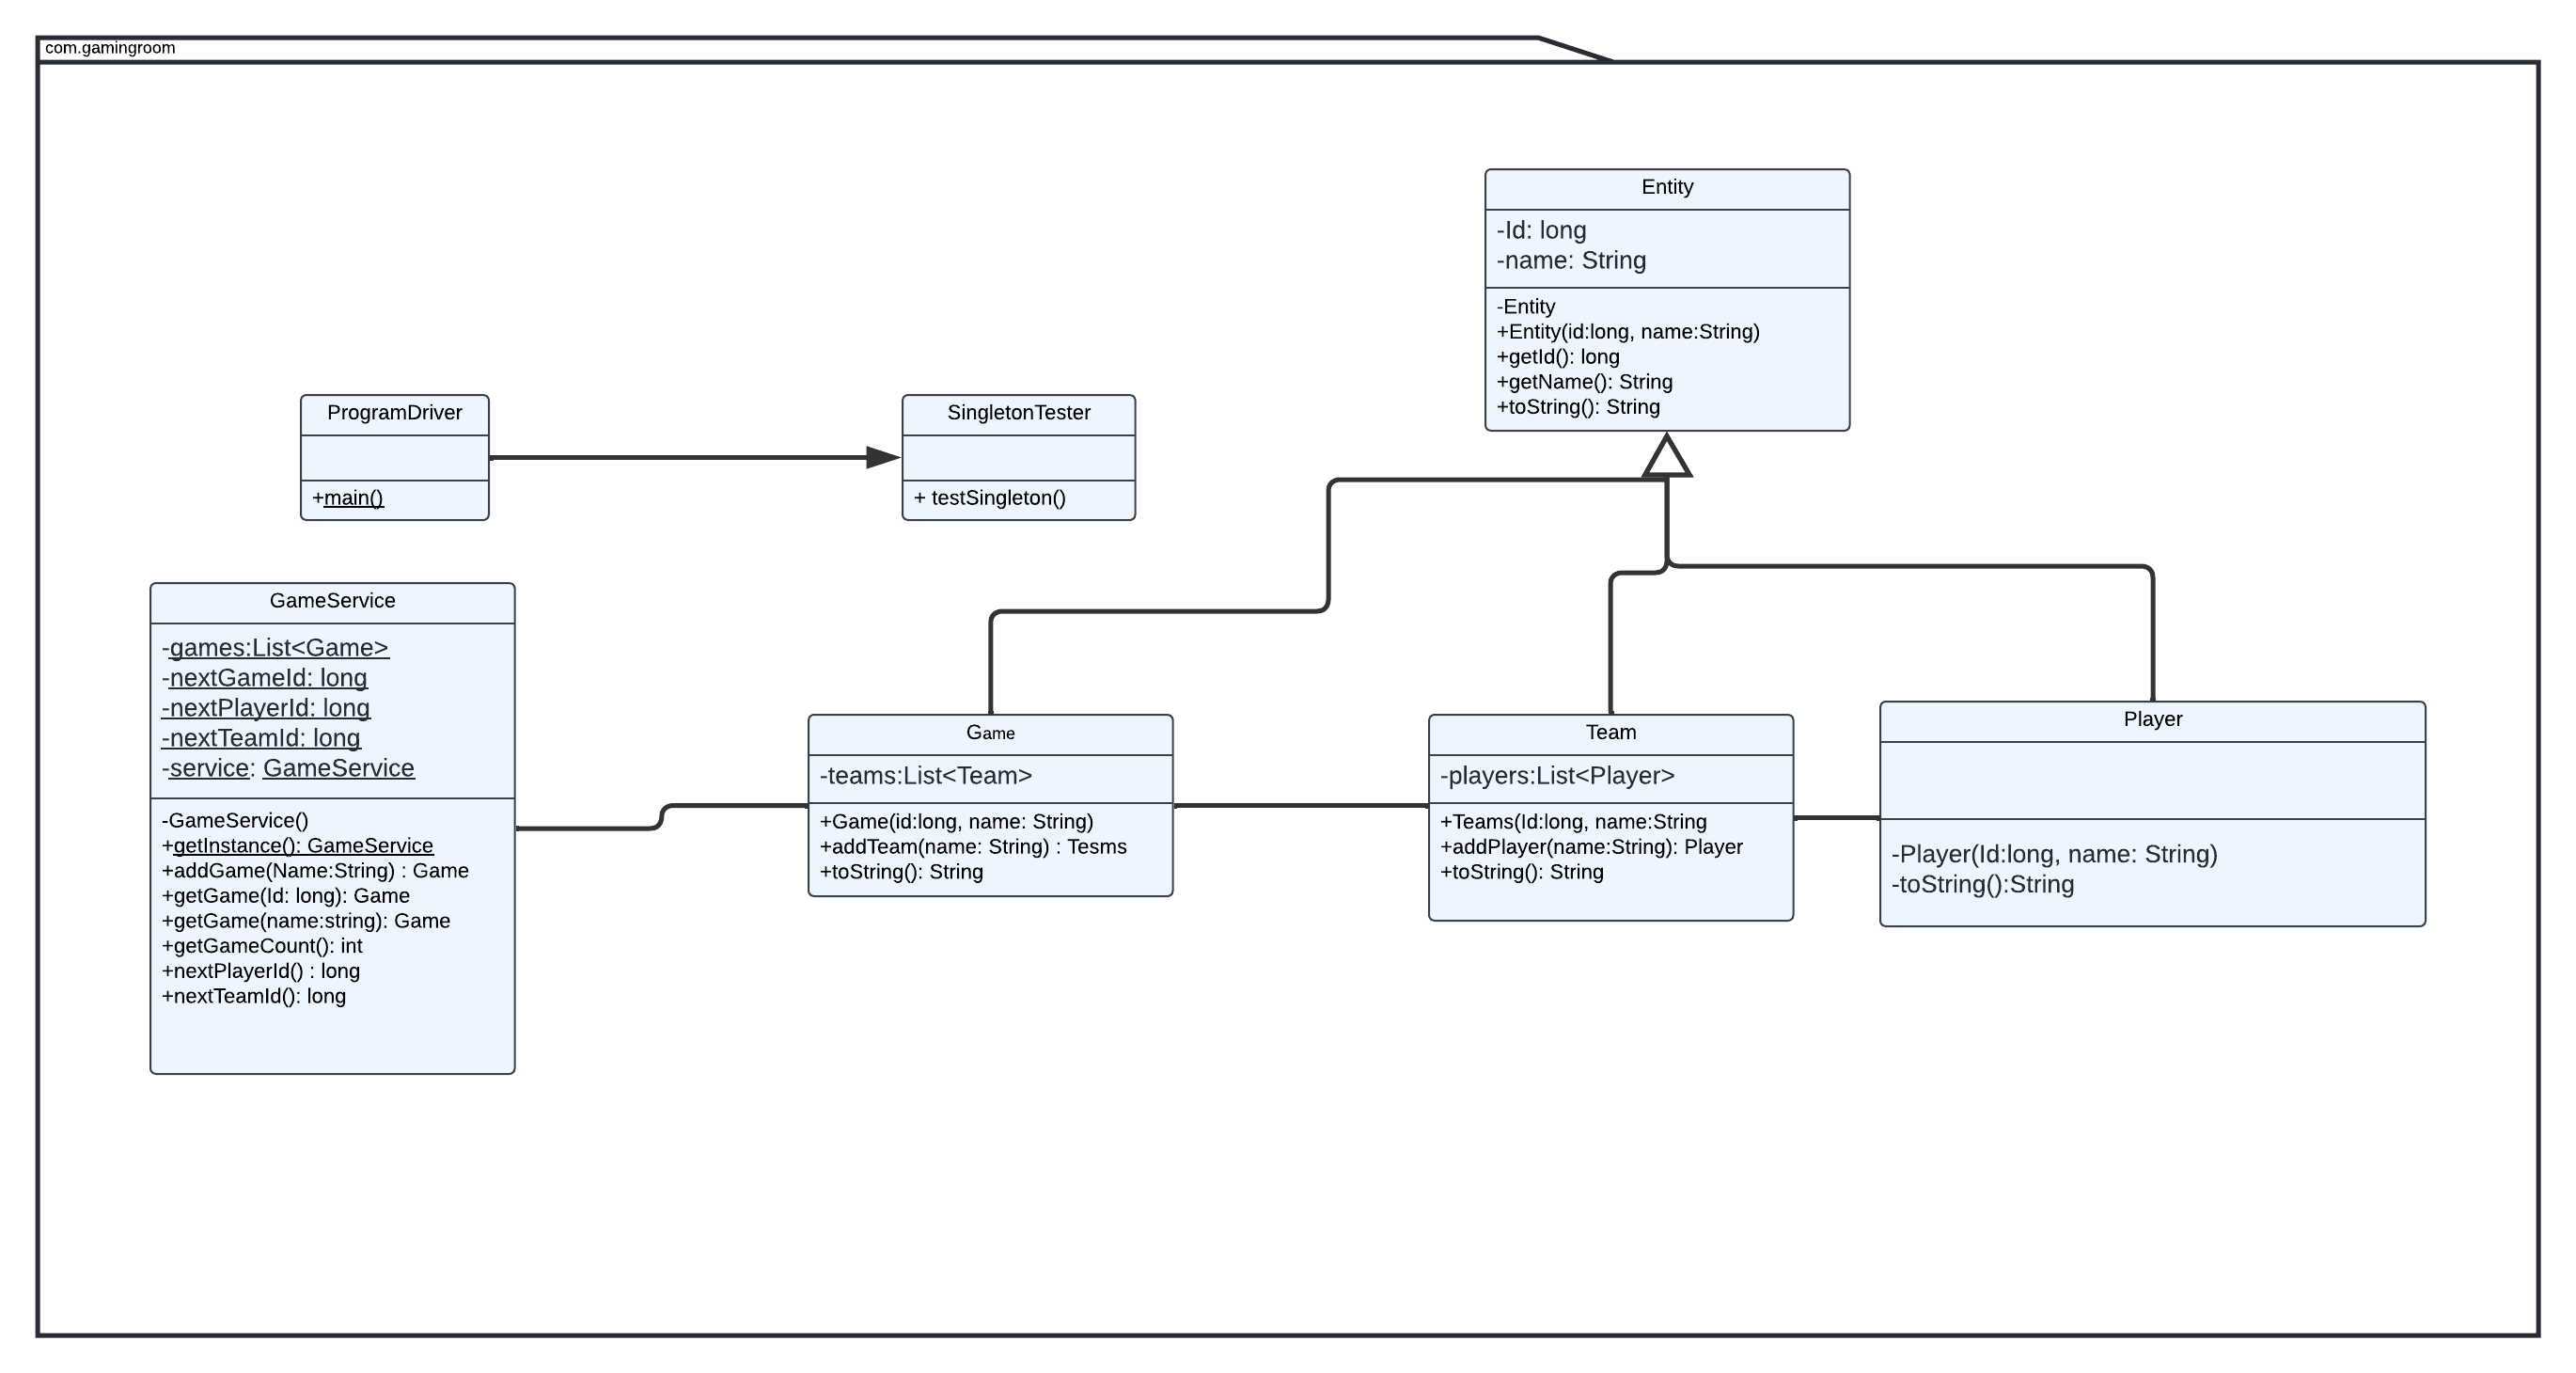 com.gamingroom
Entity
-Id: long
-name: String
-Entity
+Entity(id:long, name:String)
+getId(): long
+getName(): String
+toString(): String
ProgramDriver
+main()
SingletonTester
+ testSingleton()
GameService
-games:List<Game>
-nextGameId: long
-nextPlayerId: long
-nextTeamId: long
-service: GameService
-GameService()
+getInstance(): GameService
+addGame(Name:String) : Game
+getGame(Id: long): Game
+getGame(name:string): Game
+getGameCount(): int
+nextPlayerId() : long
+nextTeamId(): long
Game
-teams:List<Team>
+Game(id:long, name: String)
+addTeam(name: String) : Tesms
+toString(): String
Team
-players:List<Player>
+Teams(Id:long, name:String
+addPlayer(name:String): Player
+toString(): String
Player
-Player(Id:long, name: String)
-toString():String